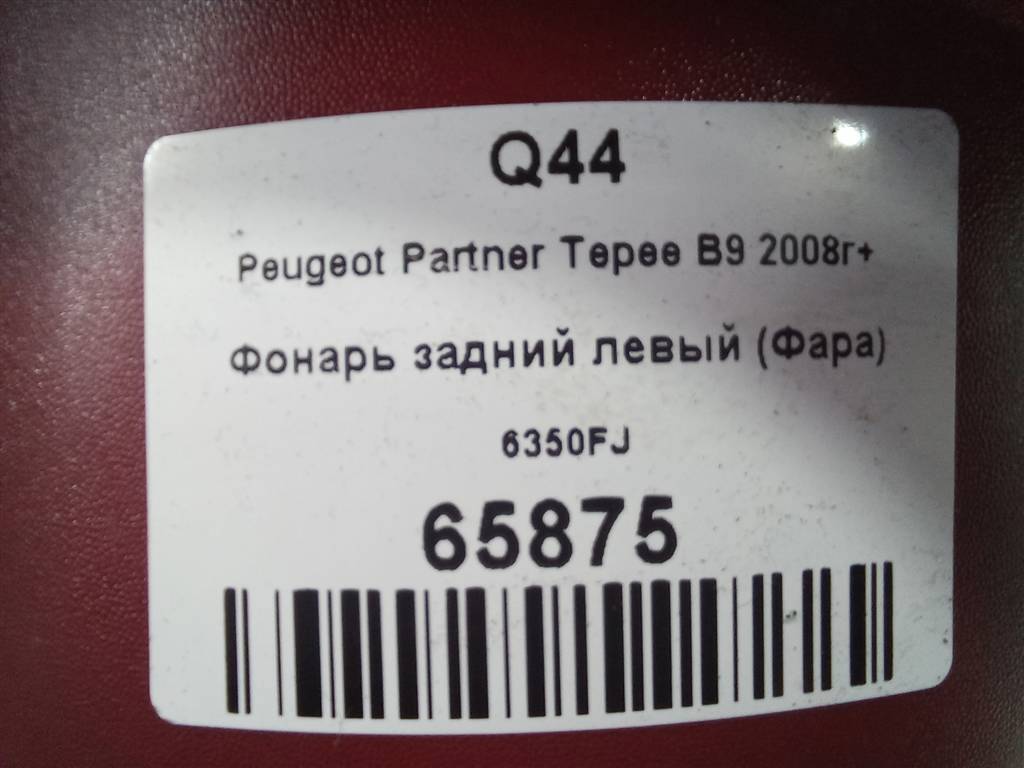 Q44
Peugeot Partner Tepee B9 2008г+
Фонарь задний левый (Фара)
6350FJ
65875